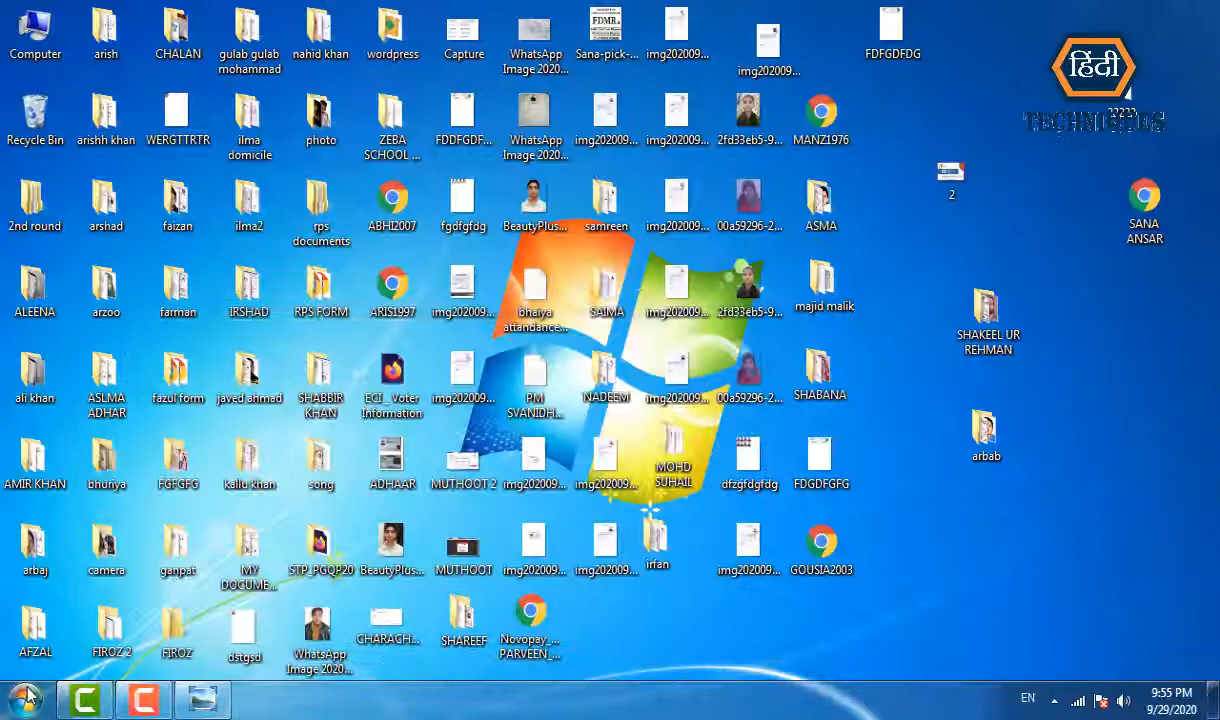 Computer
arish
CHALAN
gulab gulab
mohammad
nahid khan
wordpress
Capture
WhatsApp
Image 2020...
FDMR
Sana-pick-...
img202009...
img202009...
FDFGDFDG
हिंदी
Recycle Bin
arishh khan
WERGTTRTR
ilma
domicile
photo
ZEBA
SCHOOL ...
FDDFGDF...
WhatsApp
Image 2020...
img202009...
img202009...
2fd33eb5-9...
MANZ1976
2nd round
arshad
faizan
ilma2
rps
documents
ABHI2007
fgdfgfdg
BeautyPlus...
samreen
img202009...
00a59296-2...
ASMA
2
SANA
ANSAR
ALEENA
arzoo
farman
IRSHAD
RPS FORM
ARIS1997
img202009...
bhaiya
attandance...
SAIMA
img202009...
2fd33eb5-9...
majid malik
SHAKEEL UR
REHMAN
ali khan
ASLMA
ADHAR
fazul form
javed ahmad
SHABBIR
KHAN
ECI_ Voter
Information
img202009...
PM
SVANIDH...
NADEEM
img202009...
00a59296-2...
SHABANA
arbab
AMIR KHAN
bhuriya
FGFGFG
kallu khan
song
ADHAAR
MUTHOOT 2
img202009...
img202009...
MOHD
SUHAIL
dfzgfdgfdg
FDGDFGFG
arbaj
camera
ganpat
MY
DOCUME...
STP_PGQP20
BeautyPlus...
MUTHOOT
img202009...
img202009...
irfan
img202009...
GOUSIA2003
AFZAL
FIROZ 2
FIROZ
dstgsd
WhatsApp
Image 2020...
CHARACH...
SHAREEF
Novopay_...
PARVEEN_...
EN
9:55 PM
9/29/2020